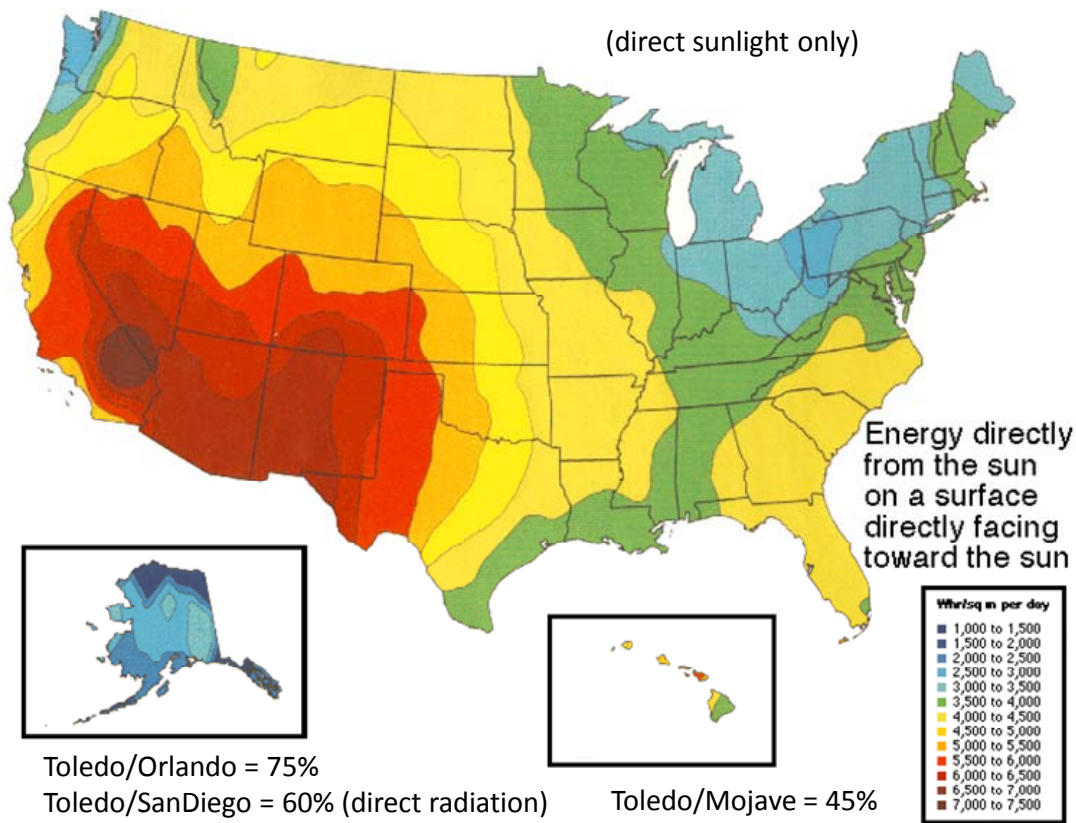 (direct sunlight only)
Energy directly
from the sun
on a surface
directly facing
toward the sun
Whr/sq m per day
1,000 to 1,500
1,500 to 2,000
2,000 to 2,500
2,500 to 3,000
3,000 to 3,500
3,500 to 4,000
4,000 to 4,500
4,500 to 5,000
5,000 to 5,500
5,500 to 6,000
6,000 to 6,500
6,500 to 7,000
7,000 to 7,500
Toledo/Orlando = 75%
Toledo/SanDiego = 60% (direct radiation)
Toledo/Mojave = 45%